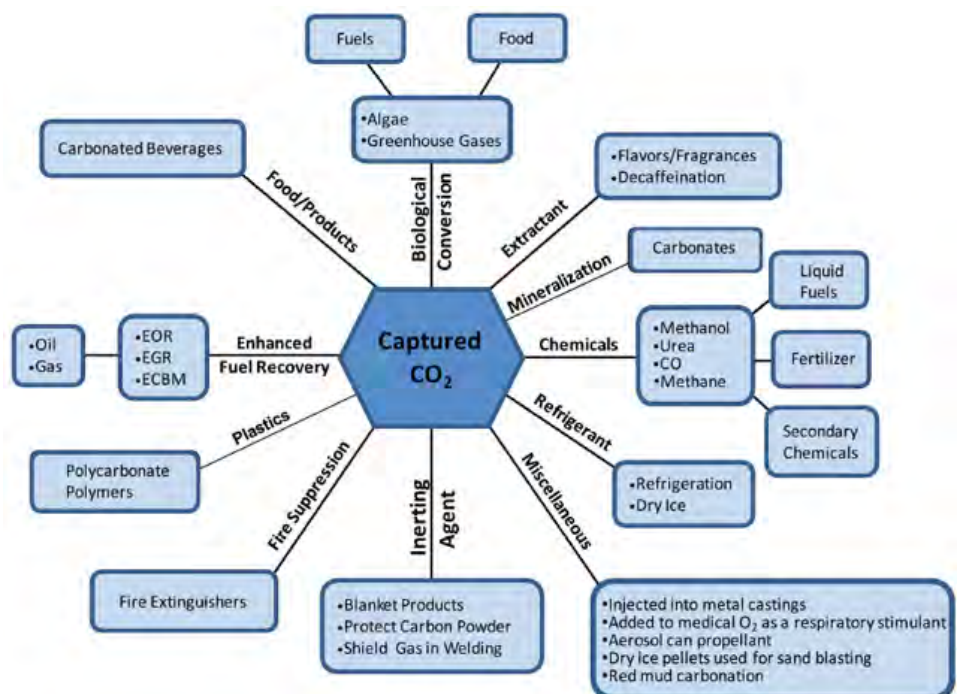 Fuels
Food
•Algae
•Greenhouse Gases
Carbonated Beverages
•Flavors/Fragrances
•Decaffeination
Food/Products
Biological
Conversion
Extractant
Mineralization
Carbonates
Liquid
Fuels
•Oil
•Gas
•EOR
•EGR
•ECBM
Enhanced
Fuel Recovery
Captured
CO₂
Chemicals
•Methanol
•Urea
•CO
•Methane
Fertilizer
Secondary
Chemicals
Plastics
Polycarbonate
Polymers
Refrigerant
•Refrigeration
•Dry Ice
Fire Suppression
Fire Extinguishers
Inerting
Agent
•Blanket Products
•Protect Carbon Powder
•Shield Gas in Welding
Miscellaneous
•Injected into metal castings
•Added to medical O₂ as a respiratory stimulant
•Aerosol can propellant
•Dry Ice pellets used for sand blasting
•Red mud carbonation